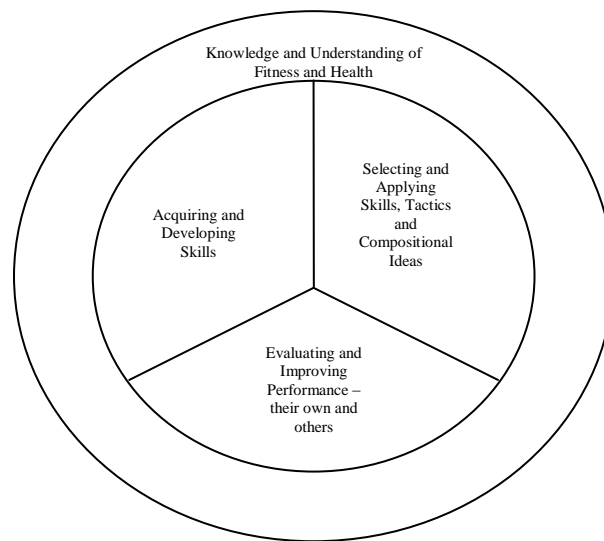 Knowledge and Understanding of
Fitness and Health
Acquiring and
Developing
Skills
Selecting and
Applying
Skills, Tactics
and
Compositional
Ideas
Evaluating and
Improving
Performance –
their own and
others